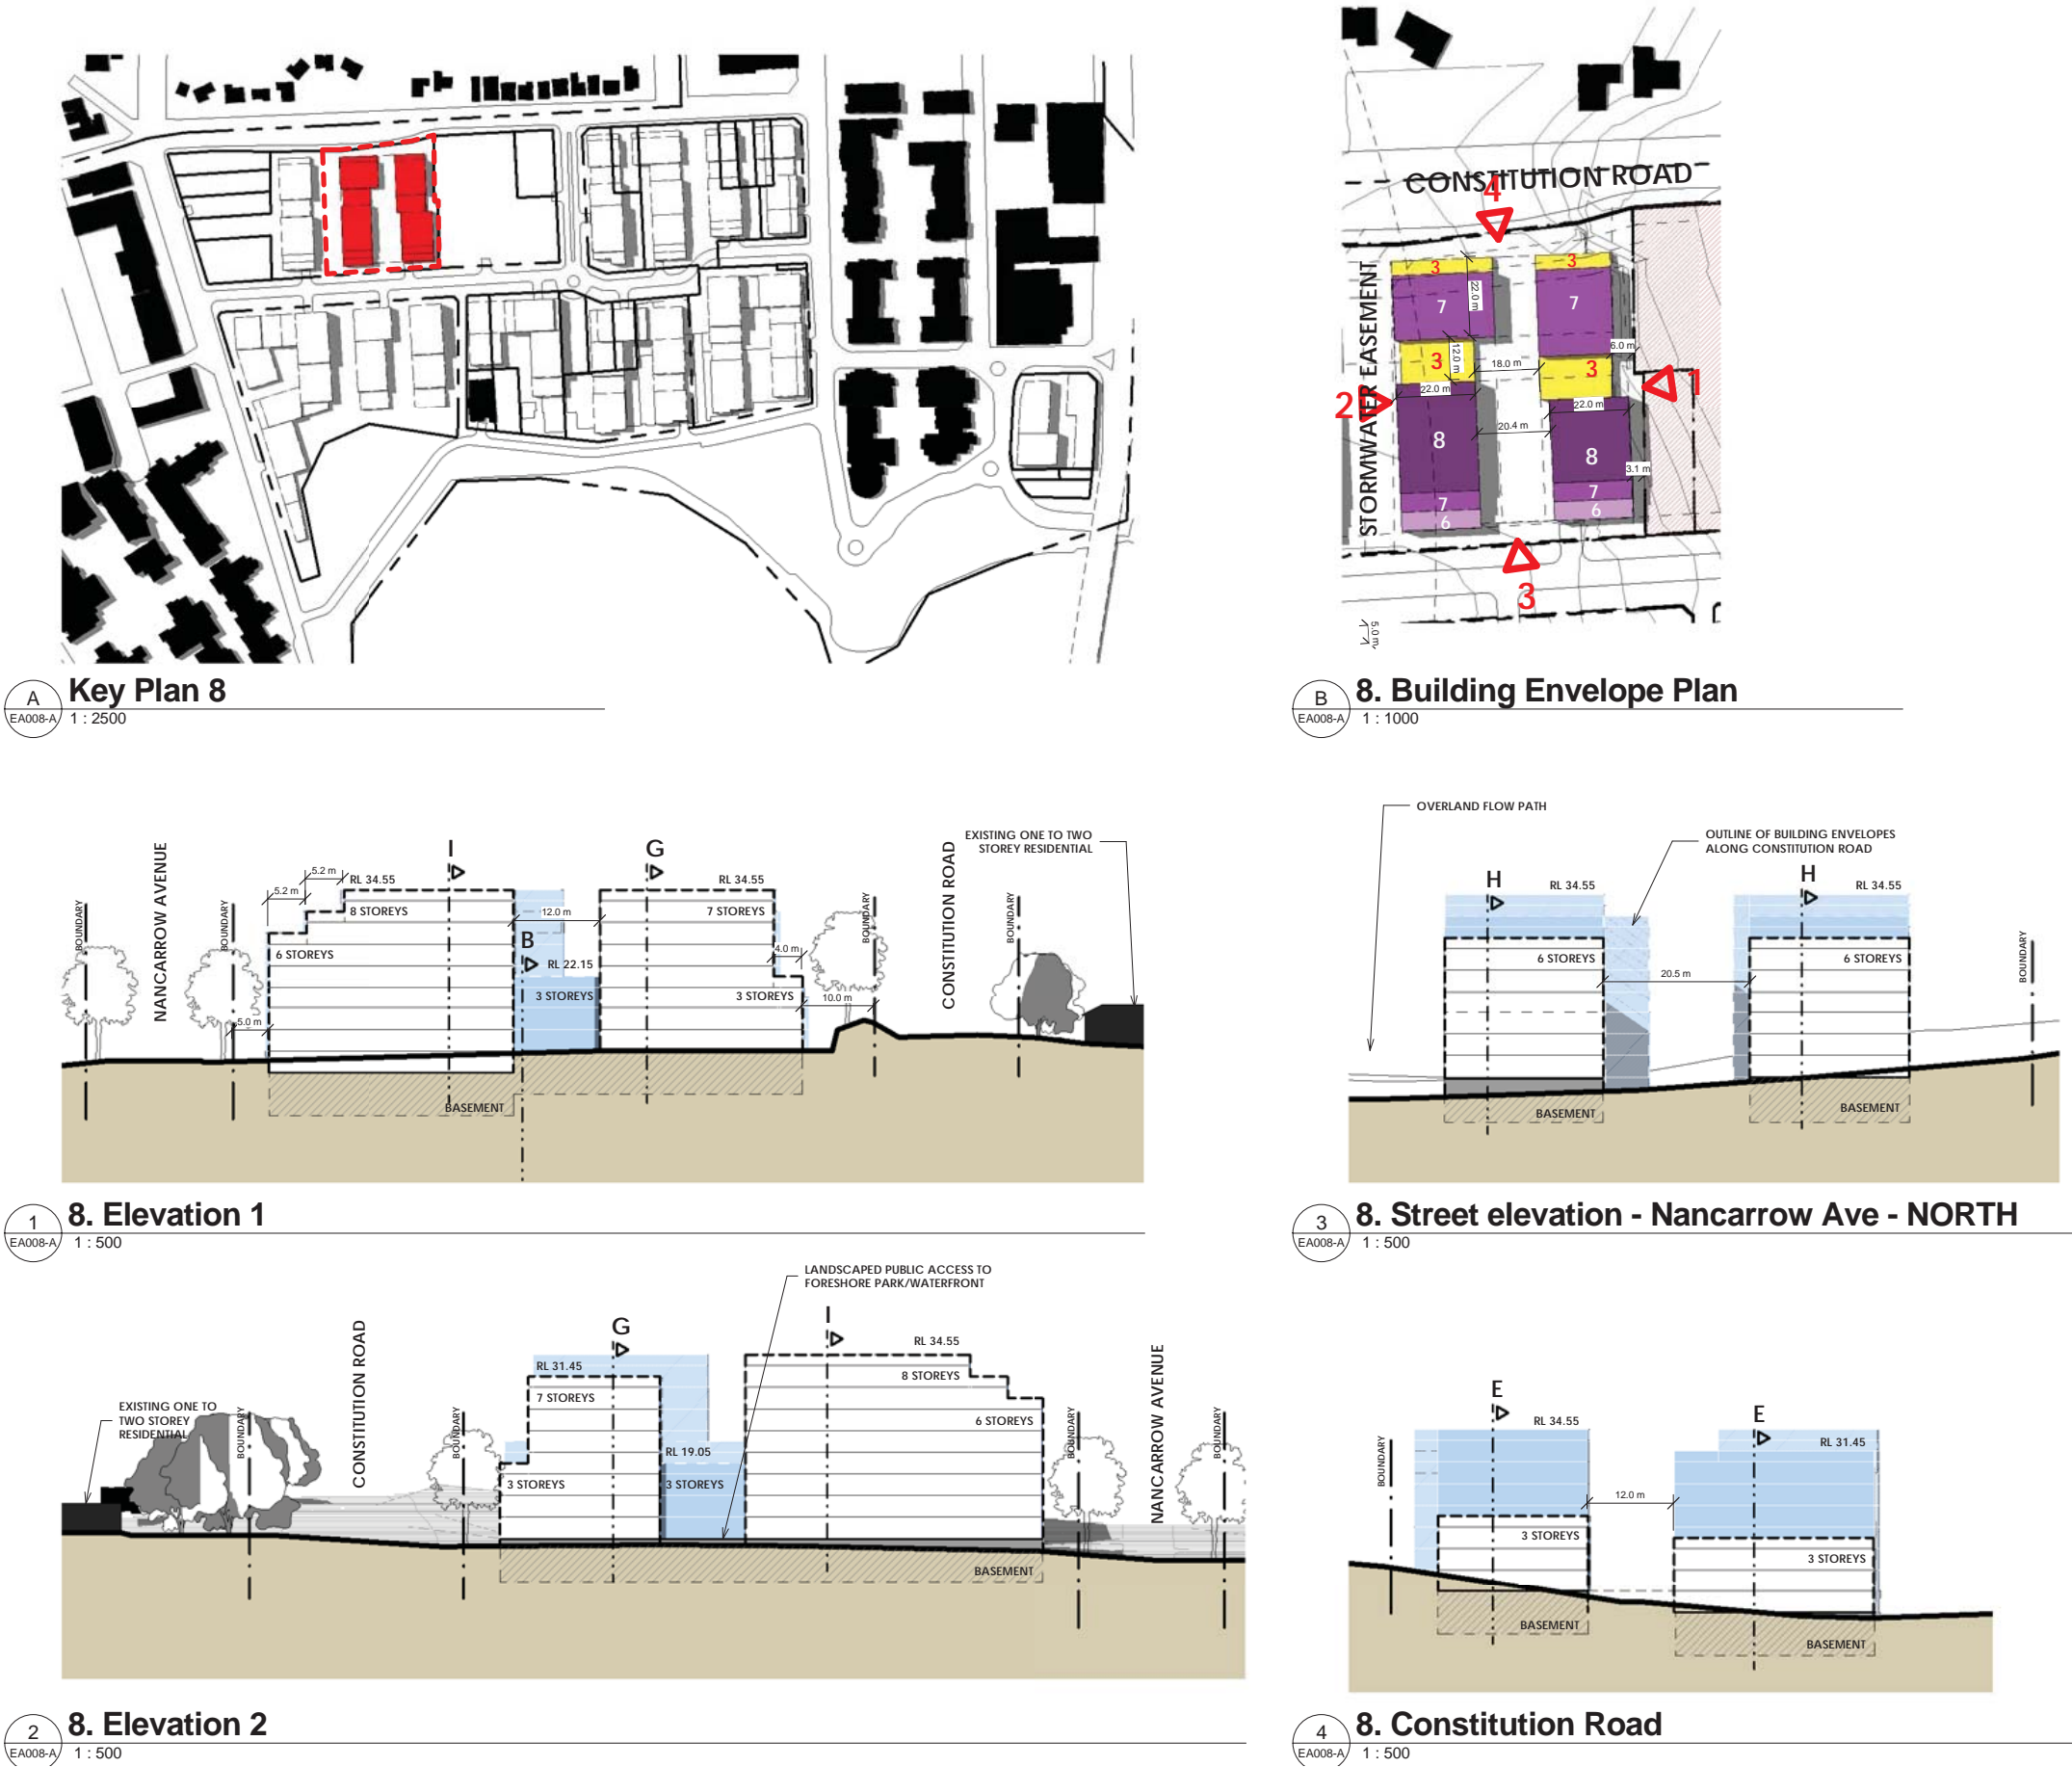 A
EA008-A
Key Plan 8
1 : 2500
CONSTITUTION ROAD
STORMWATER EASEMENT
4
3
3
7
7
22.0 m
12.0 m
3
3
18.0 m
6.0 m
1
2
22.0 m
22.0 m
20.4 m
8
8
3.1 m
7
7
6
6
3
5.0 m
B
EA008-A
8. Building Envelope Plan
1 : 1000
NANCARROW AVENUE
BOUNDARY
BOUNDARY
5.2 m
5.2 m
RL 34.55
I
G
RL 34.55
8 STOREYS
12.0 m
7 STOREYS
6 STOREYS
B
RL 22.15
4.0 m
3 STOREYS
3 STOREYS
10.0 m
5.0 m
BOUNDARY
CONSTITUTION ROAD
BOUNDARY
EXISTING ONE TO TWO
STOREY RESIDENTIAL
BASEMENT
1
EA008-A
8. Elevation 1
1 : 500
OVERLAND FLOW PATH
OUTLINE OF BUILDING ENVELOPES
ALONG CONSTITUTION ROAD
H
RL 34.55
H
RL 34.55
6 STOREYS
6 STOREYS
20.5 m
BOUNDARY
BASEMENT
BASEMENT
3
EA008-A
8. Street elevation - Nancarrow Ave - NORTH
1 : 500
LANDSCAPED PUBLIC ACCESS TO
FORESHORE PARK/WATERFRONT
EXISTING ONE TO
TWO STOREY
RESIDENTIAL
BOUNDARY
CONSTITUTION ROAD
BOUNDARY
G
I
RL 34.55
RL 31.45
7 STOREYS
8 STOREYS
6 STOREYS
RL 19.05
3 STOREYS
3 STOREYS
BOUNDARY
NANCARROW AVENUE
BOUNDARY
BASEMENT
2
EA008-A
8. Elevation 2
1 : 500
E
RL 34.55
E
RL 31.45
BOUNDARY
12.0 m
3 STOREYS
3 STOREYS
BASEMENT
BASEMENT
4
EA008-A
8. Constitution Road
1 : 500